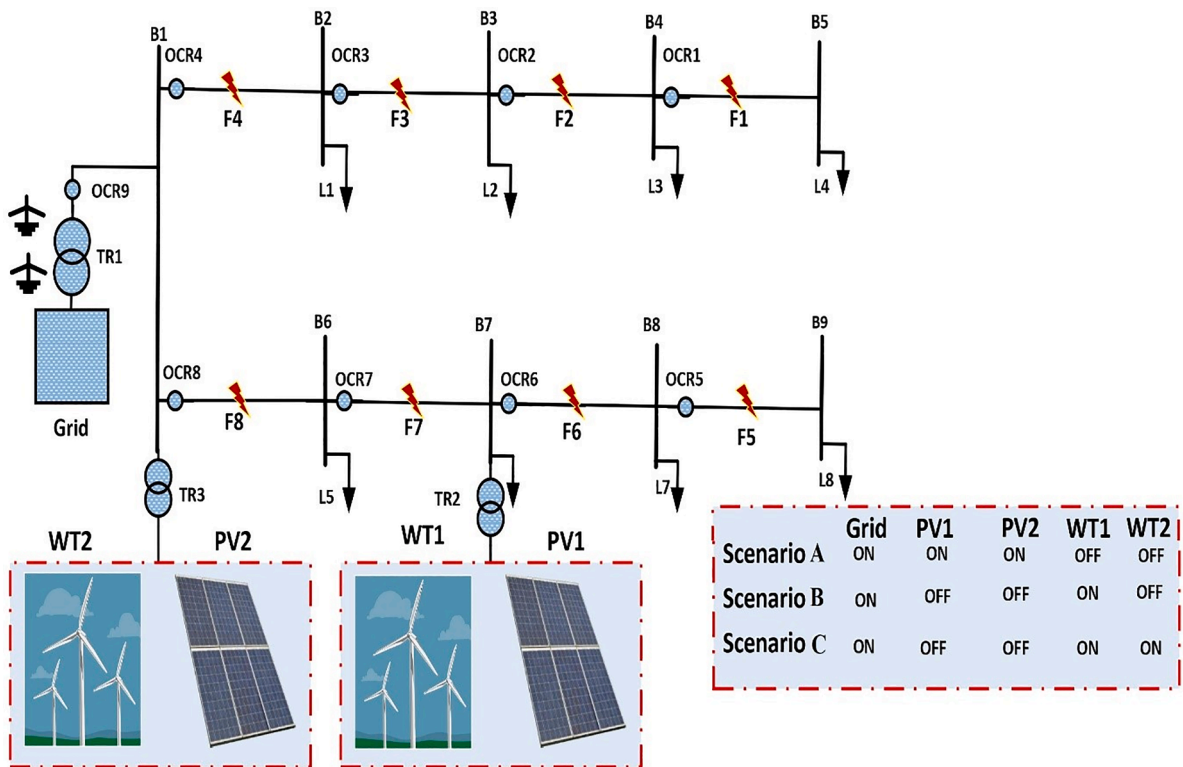 B1
B2
B3
B4
B5
OCR4
OCR3
OCR2
OCR1
F4
F3
F2
F1
L1
L2
L3
L4
OCR9
TR1
Grid
B6
B7
B8
B9
OCR8
OCR7
OCR6
OCR5
F8
F7
F6
F5
L5
L7
L8
TR3
TR2
WT2 PV2
WT1 PV1
Grid PV1 PV2 WT1 WT2
Scenario A ON ON ON OFF OFF
Scenario B ON OFF OFF ON OFF
Scenario C ON OFF OFF ON ON